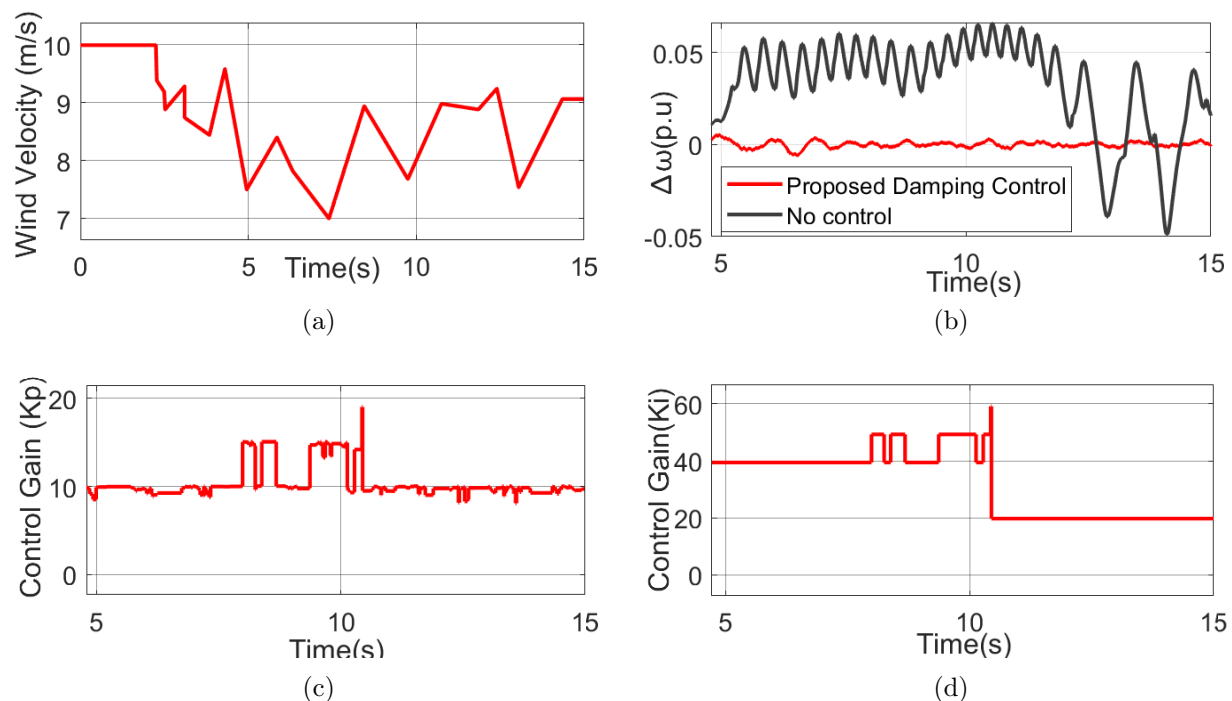 Wind Velocity (m/s)
10
9
8
7
0
5
10
15
Time(s)
(a)
Δω(p.u)
0.05
0
-0.05
Proposed Damping Control
No control
5
10
15
Time(s)
(b)
Control Gain (Kp)
20
10
0
5
10
15
Time(s)
(c)
Control Gain(Ki)
60
40
20
0
5
10
15
Time(s)
(d)